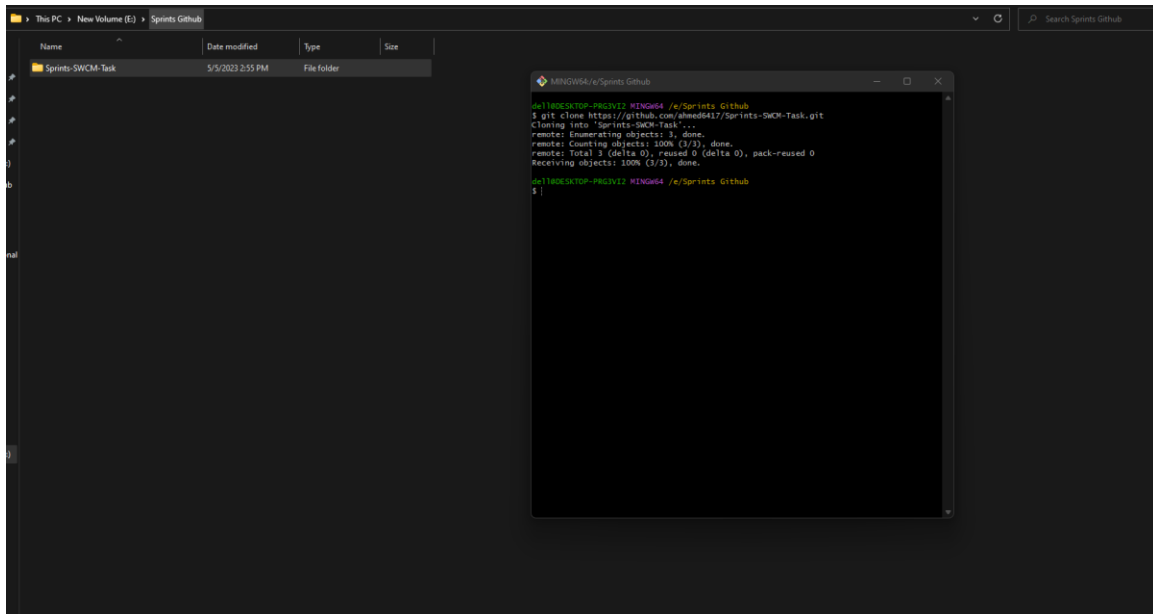 This PC > New Volume (E:) > Sprints Github
Search Sprints Github
Name Date modified Type Size
Sprints-SWCM-Task 5/5/2023 2:55 PM File folder
MINGW64:/e/Sprints Github
dell@DESKTOP-PRG3VI2 MINGW64 /e/Sprints Github
$ git clone https://github.com/ahmed6417/Sprints-SWCM-Task.git
Cloning into 'Sprints-SWCM-Task'...
remote: Enumerating objects: 3, done.
remote: Counting objects: 100% (3/3), done.
remote: Total 3 (delta 0), reused 0 (delta 0), pack-reused 0
Receiving objects: 100% (3/3), done.
dell@DESKTOP-PRG3VI2 MINGW64 /e/Sprints Github
$
:)
ub
onal
:)